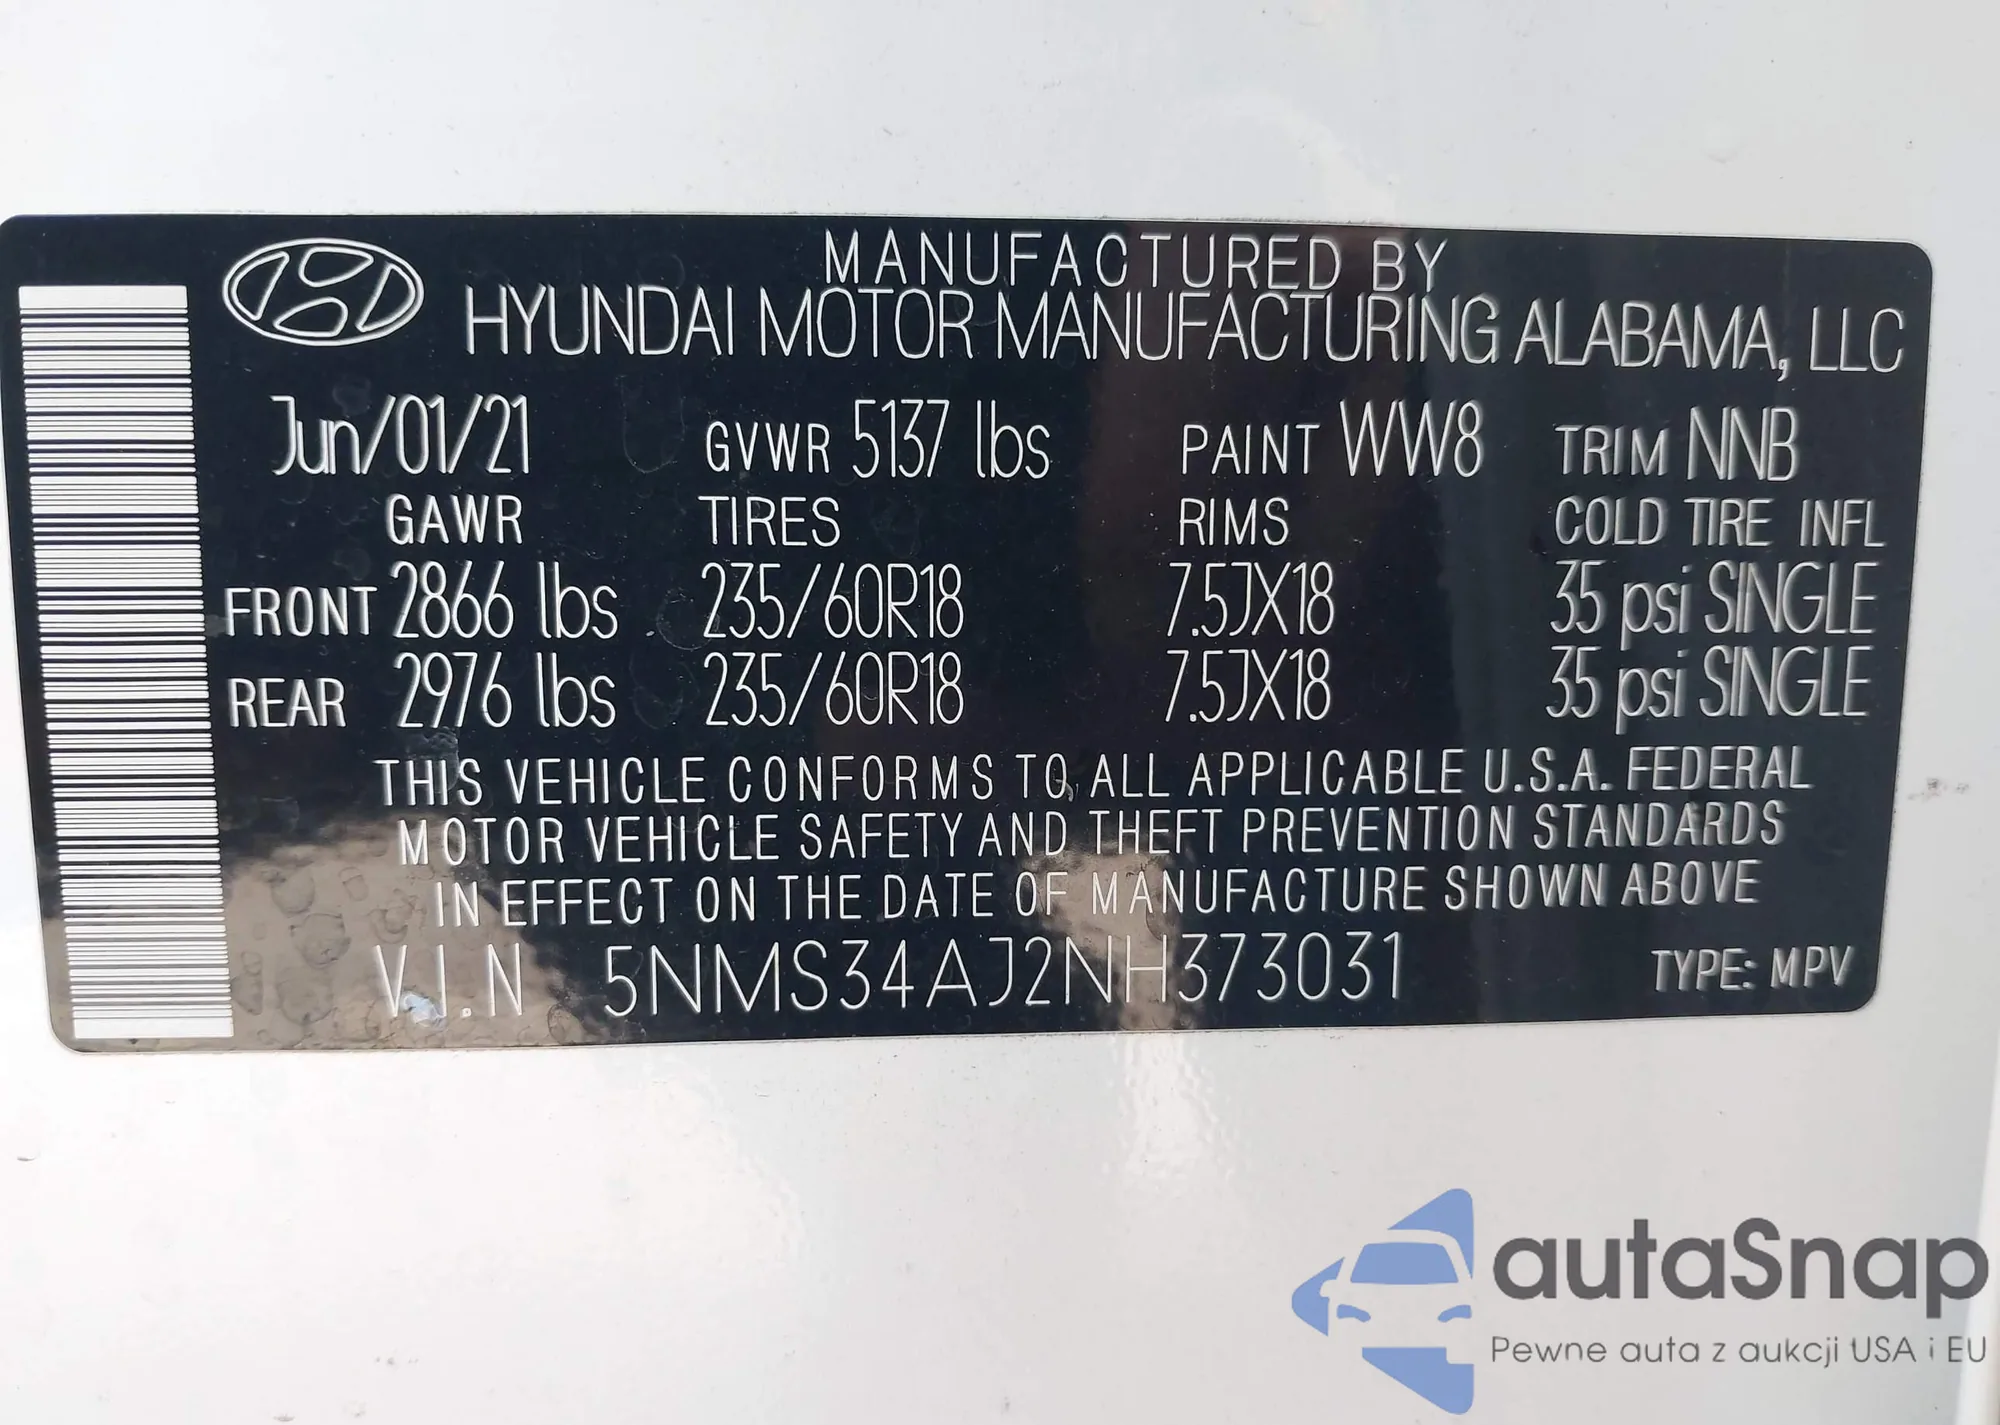 MANUFACTURED BY
HYUNDAI MOTOR MANUFACTURING ALABAMA, LLC
Jun/01/21 GVWR 5137 lbs PAINT WW8 TRIM NNB
GAWR TIRES RIMS COLD TIRE INFL
FRONT 2866 lbs 235/60R18 7.5JX18 35 psi SINGLE
REAR 2976 lbs 235/60R18 7.5JX18 35 psi SINGLE
THIS VEHICLE CONFORMS TO ALL APPLICABLE U.S.A. FEDERAL
MOTOR VEHICLE SAFETY AND THEFT PREVENTION STANDARDS
IN EFFECT ON THE DATE OF MANUFACTURE SHOWN ABOVE
V.I.N 5NMS34AJ2NH373031 TYPE: MPV
autaSnap
Pewne auta z aukcji USA i EU